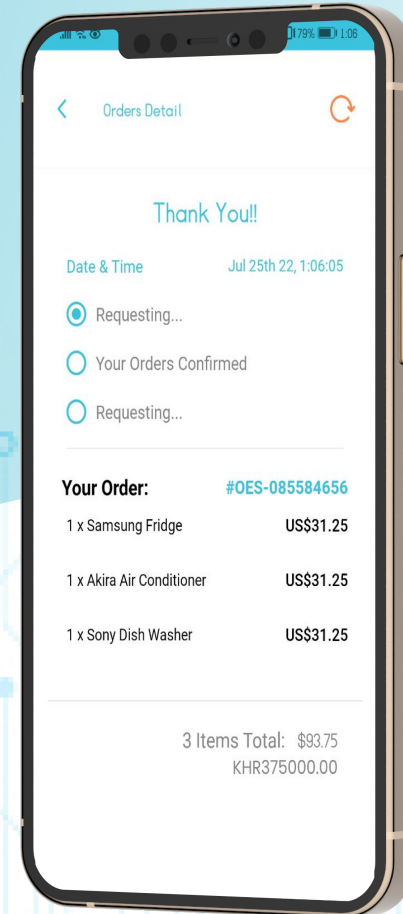 79% 1:06
Orders Detail
Thank You!!
Date & Time Jul 25th 22, 1:06:05
Requesting...
Your Orders Confirmed
Requesting...
Your Order: #OES-085584656
1 x Samsung Fridge US$31.25
1 x Akira Air Conditioner US$31.25
1 x Sony Dish Washer US$31.25
3 Items Total: $93.75
KHR375000.00